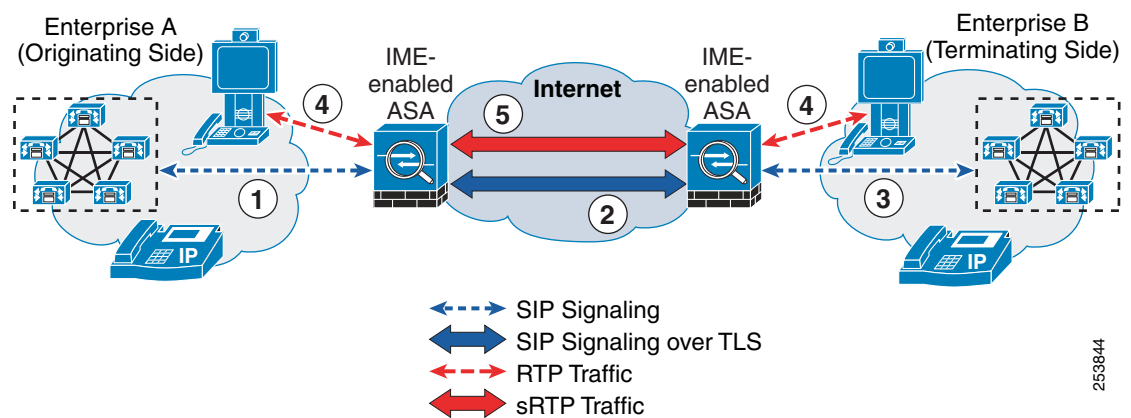 Enterprise A
(Originating Side)
IME-
enabled
ASA
Internet
IME-
enabled
ASA
Enterprise B
(Terminating Side)
4
5
4
1
2
3
IP
IP
SIP Signaling
SIP Signaling over TLS
RTP Traffic
sRTP Traffic
253844